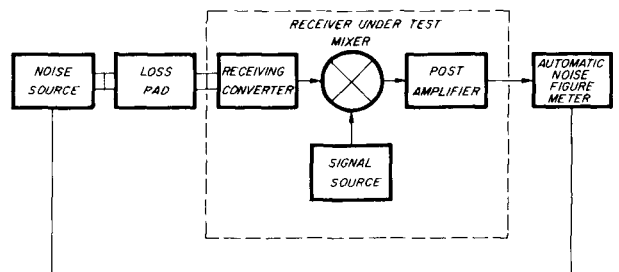 RECEIVER UNDER TEST
MIXER
NOISE
SOURCE
LOSS
PAD
RECEIVING
CONVERTER
POST
AMPLIFIER
AUTOMATIC
NOISE
FIGURE
METER
SIGNAL
SOURCE